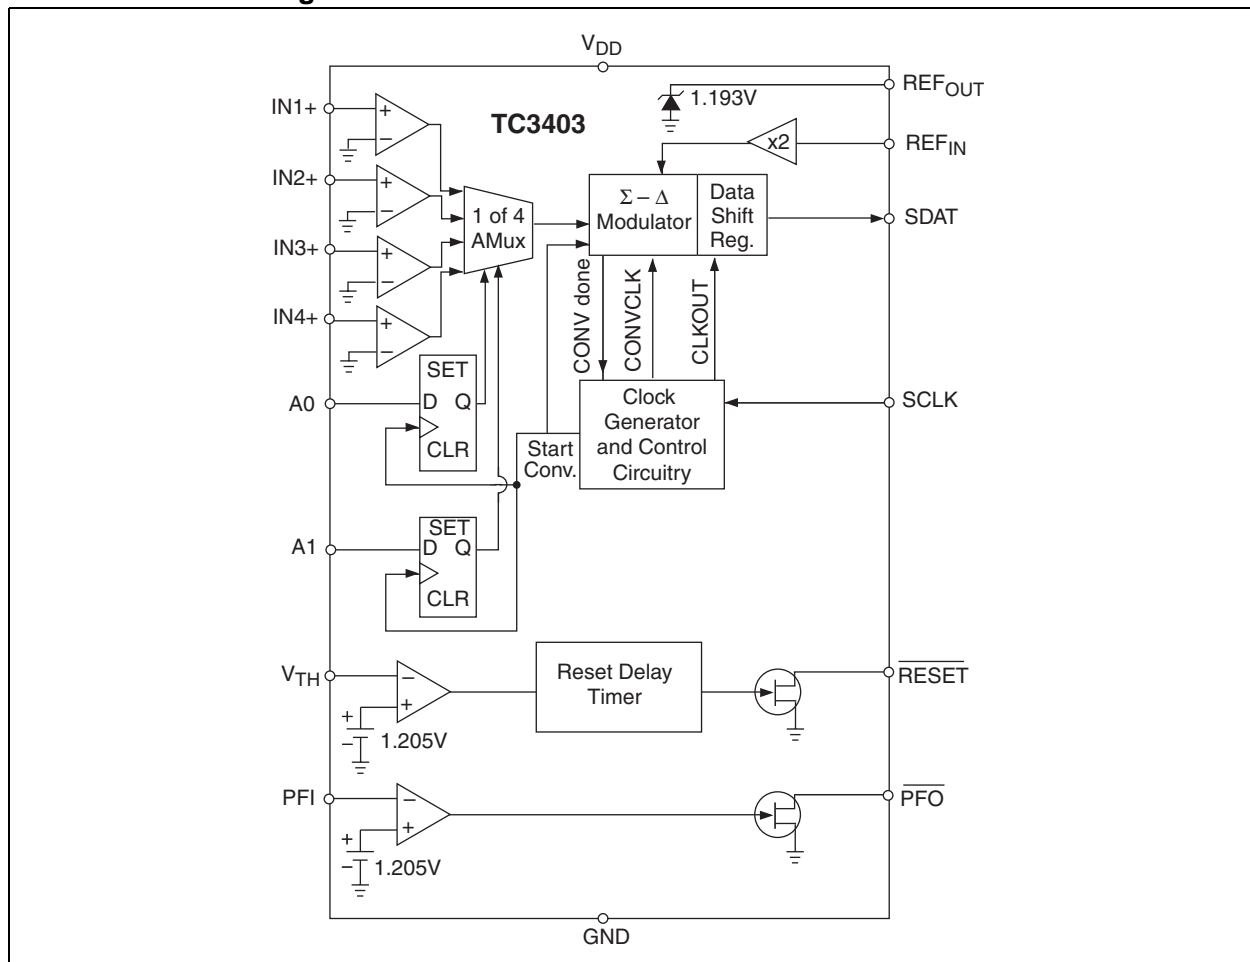 g
V_DD
REF_OUT
1.193V
IN1+
+
−
TC3403
x2
REF_IN
IN2+
+
−
1 of 4
AMux
Σ – Δ
Modulator
Data
Shift
Reg.
SDAT
IN3+
+
−
CONV done
CONVCLK
CLKOUT
IN4+
+
−
SET
D Q
CLR
A0
Start
Conv.
Clock
Generator
and Control
Circuitry
SCLK
A1
SET
D Q
CLR
V_TH
−
+
+
−
1.205V
Reset Delay
Timer
RESET
PFI
−
+
+
−
1.205V
PFO
GND